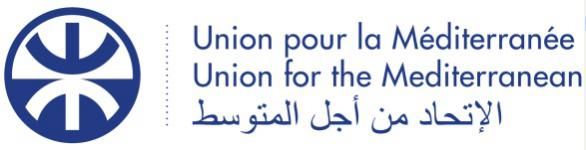 Union pour la Méditerranée
Union for the Mediterranean
الإتحاد من أجل المتوسط